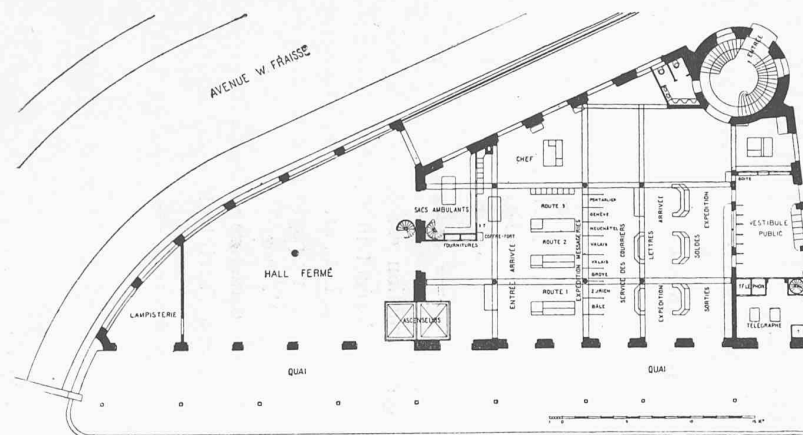 AVENUE W. FRAISSE
ENTRÉE
CHEF
BOITE
SACS AMBULANTS
ROUTE 3
PONTARLIER
GENÈVE
NEUCHÂTEL
VALAIS
VALAIS
BROYE
ZURICH
BÂLE
ARRIVÉE
EXPÉDITION
COFFRE-FORT
FOURNITURES
ROUTE 2
VESTIBULE
PUBLIC
HALL FERMÉ
ENTRÉE ARRIVÉE
EXPÉDITION MESSAGERIES
SERVICE DES COURRIERS
LETTRES
SOLDES
ROUTE 1
EXPÉDITION
SORTIES
TÉLÉPHON
LAMPISTERIE
ASCENSEURS
TÉLÉGRAPHE
QUAI
QUAI